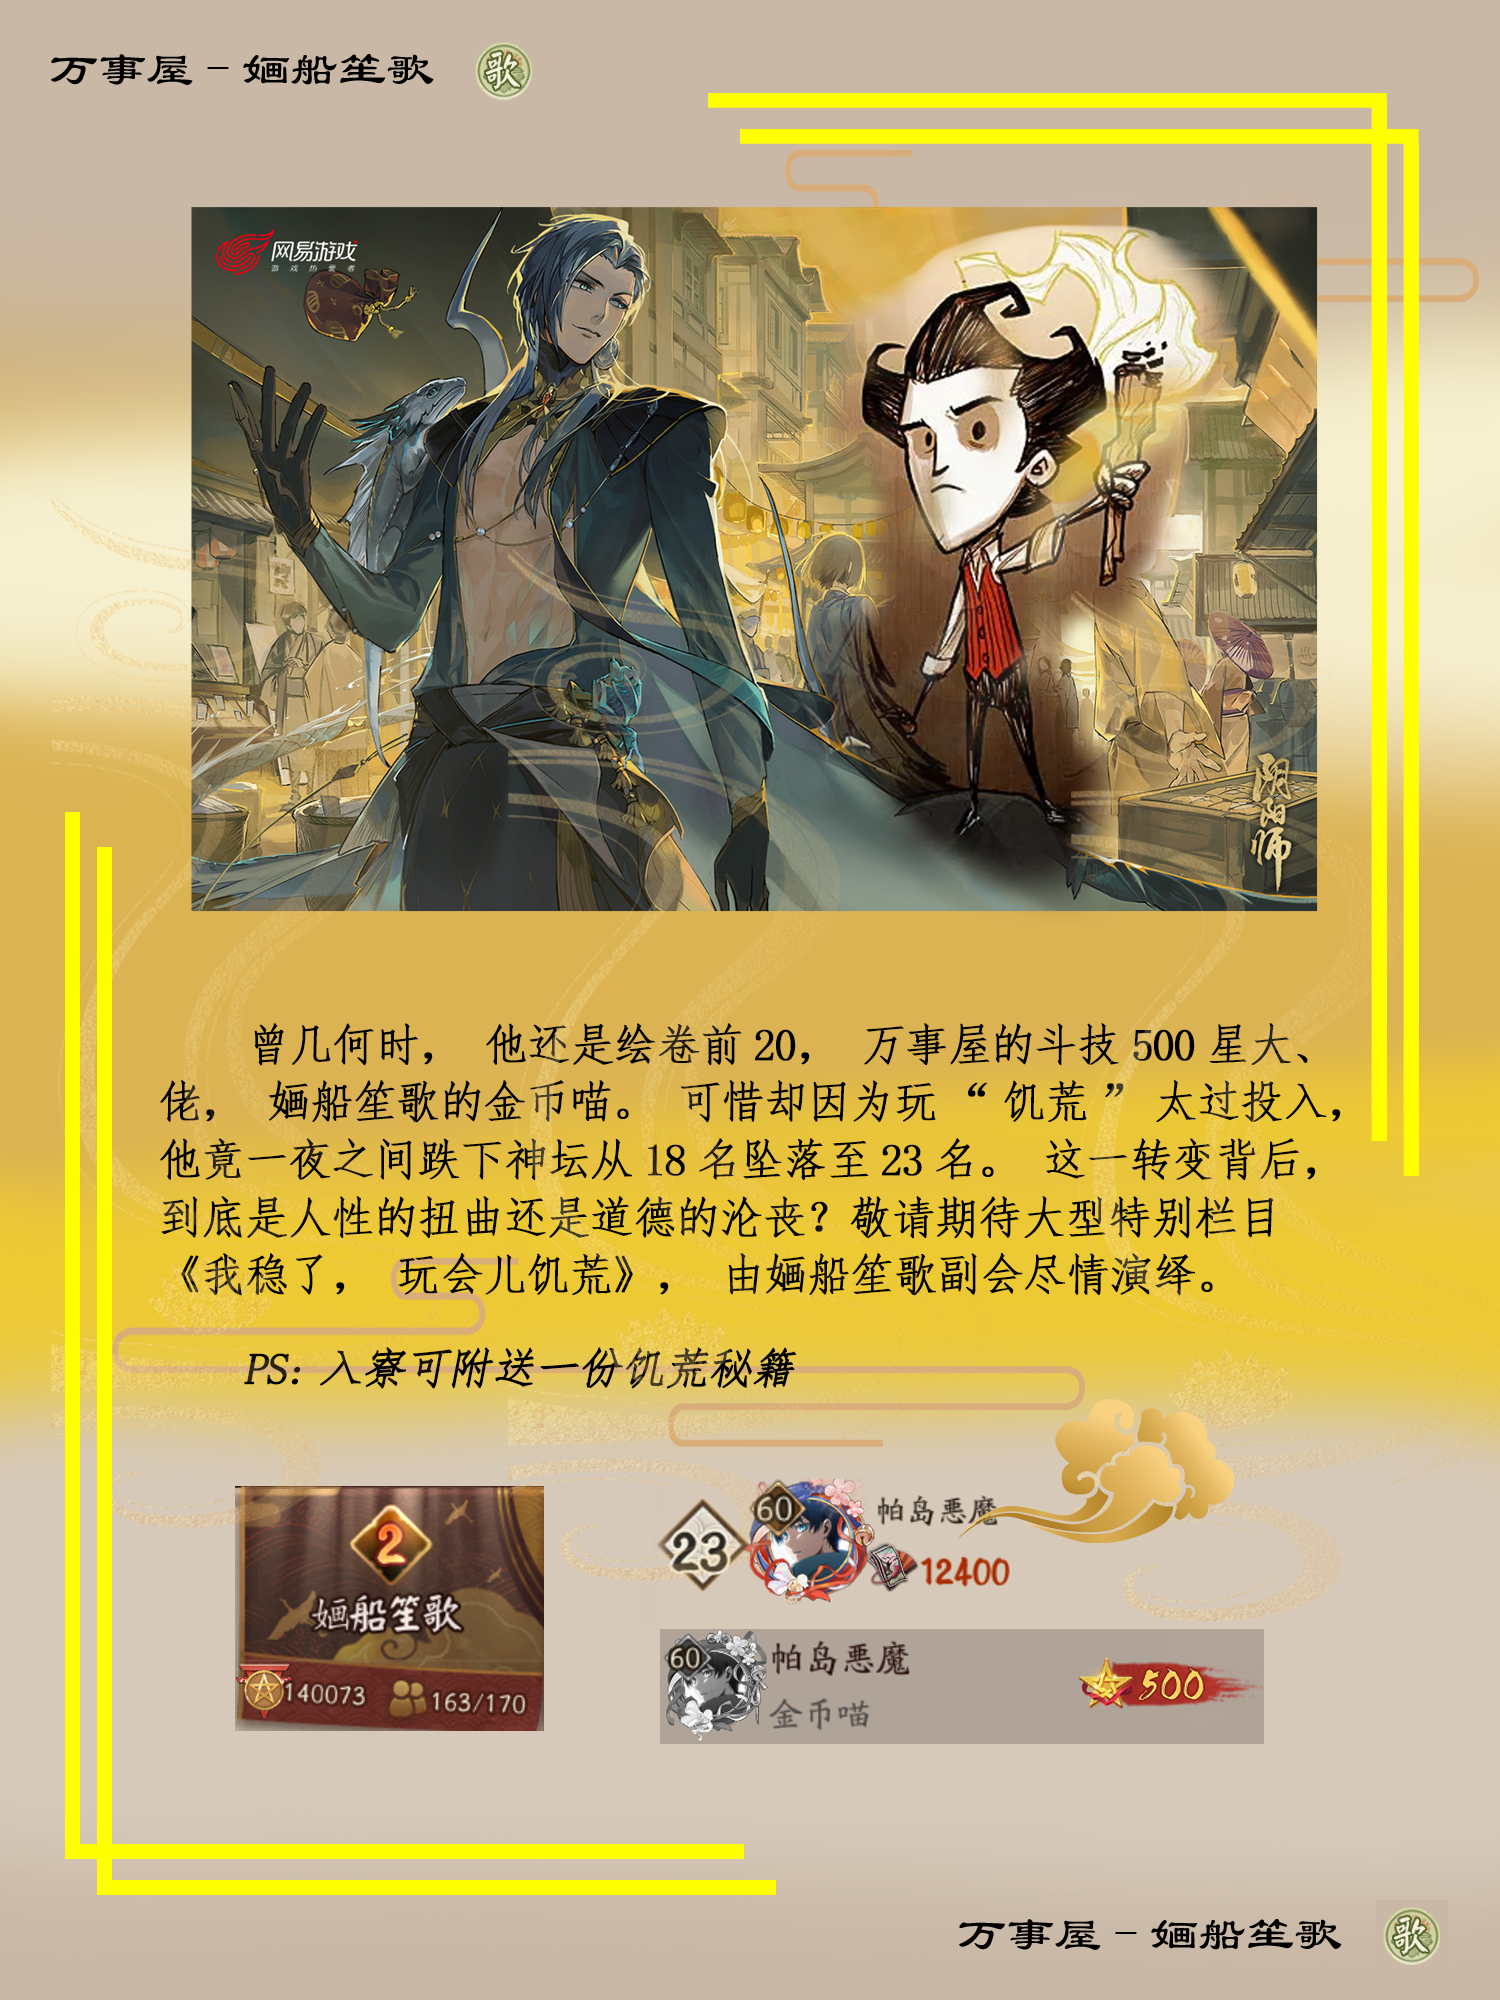 万事屋 - 婳船笙歌 歌
网易游戏
游戏热爱者
阴阳师
曾几何时， 他还是绘卷前 20， 万事屋的斗技 500 星大、
佬， 婳船笙歌的金币喵。 可惜却因为玩 “ 饥荒 ” 太过投入，
他竟一夜之间跌下神坛从 18 名坠落至 23 名。 这一转变背后，
到底是人性的扭曲还是道德的沦丧？敬请期待大型特别栏目
《我稳了， 玩会儿饥荒》， 由婳船笙歌副会尽情演绎。
PS: 入寮可附送一份饥荒秘籍
2
婳船笙歌
140073 163/170
23 60 帕岛恶魔
12400
60 帕岛恶魔
金币喵
500
万事屋 - 婳船笙歌 歌